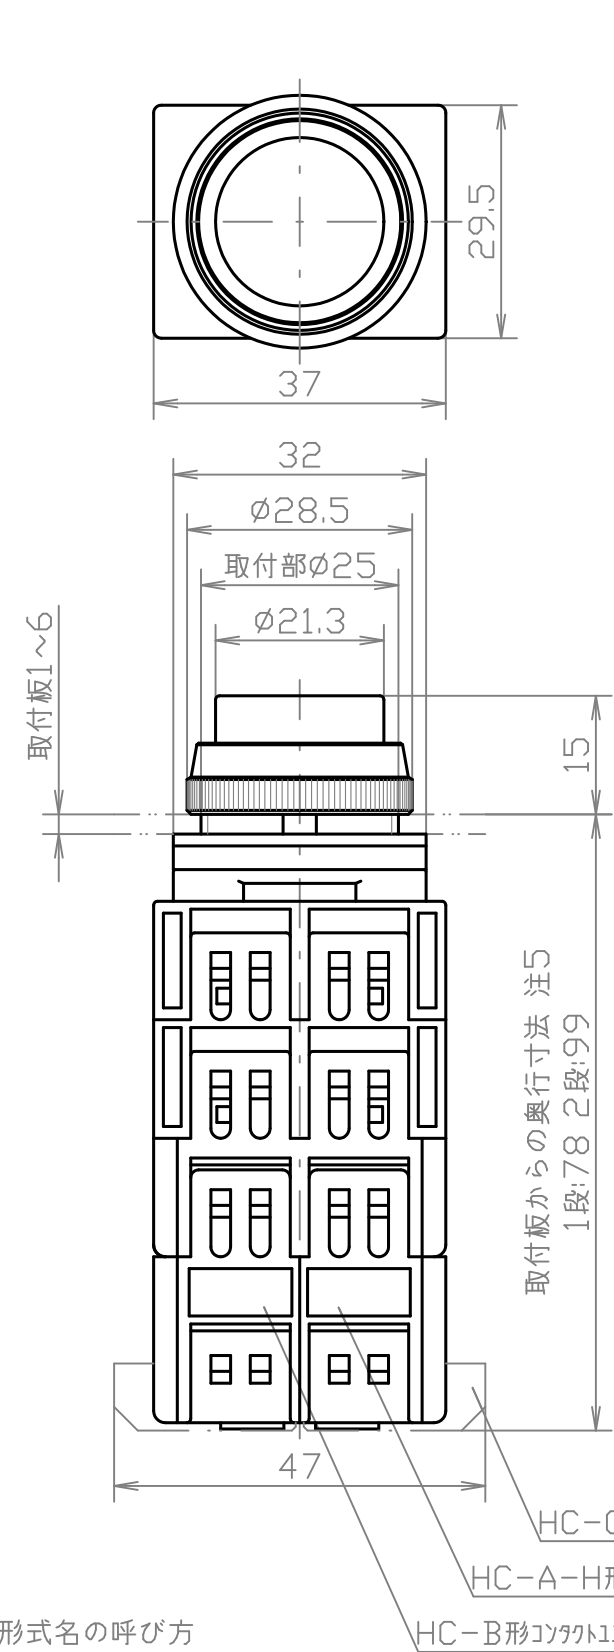 29.5
37
32
φ28.5
取付部φ25
φ21.3
取付板1~6
15
取付板からの奥行寸法 注5
1段:78 2段:99
47
HC-
HC-A-H形
HC-B形コンタクトユ
形式名の呼び方